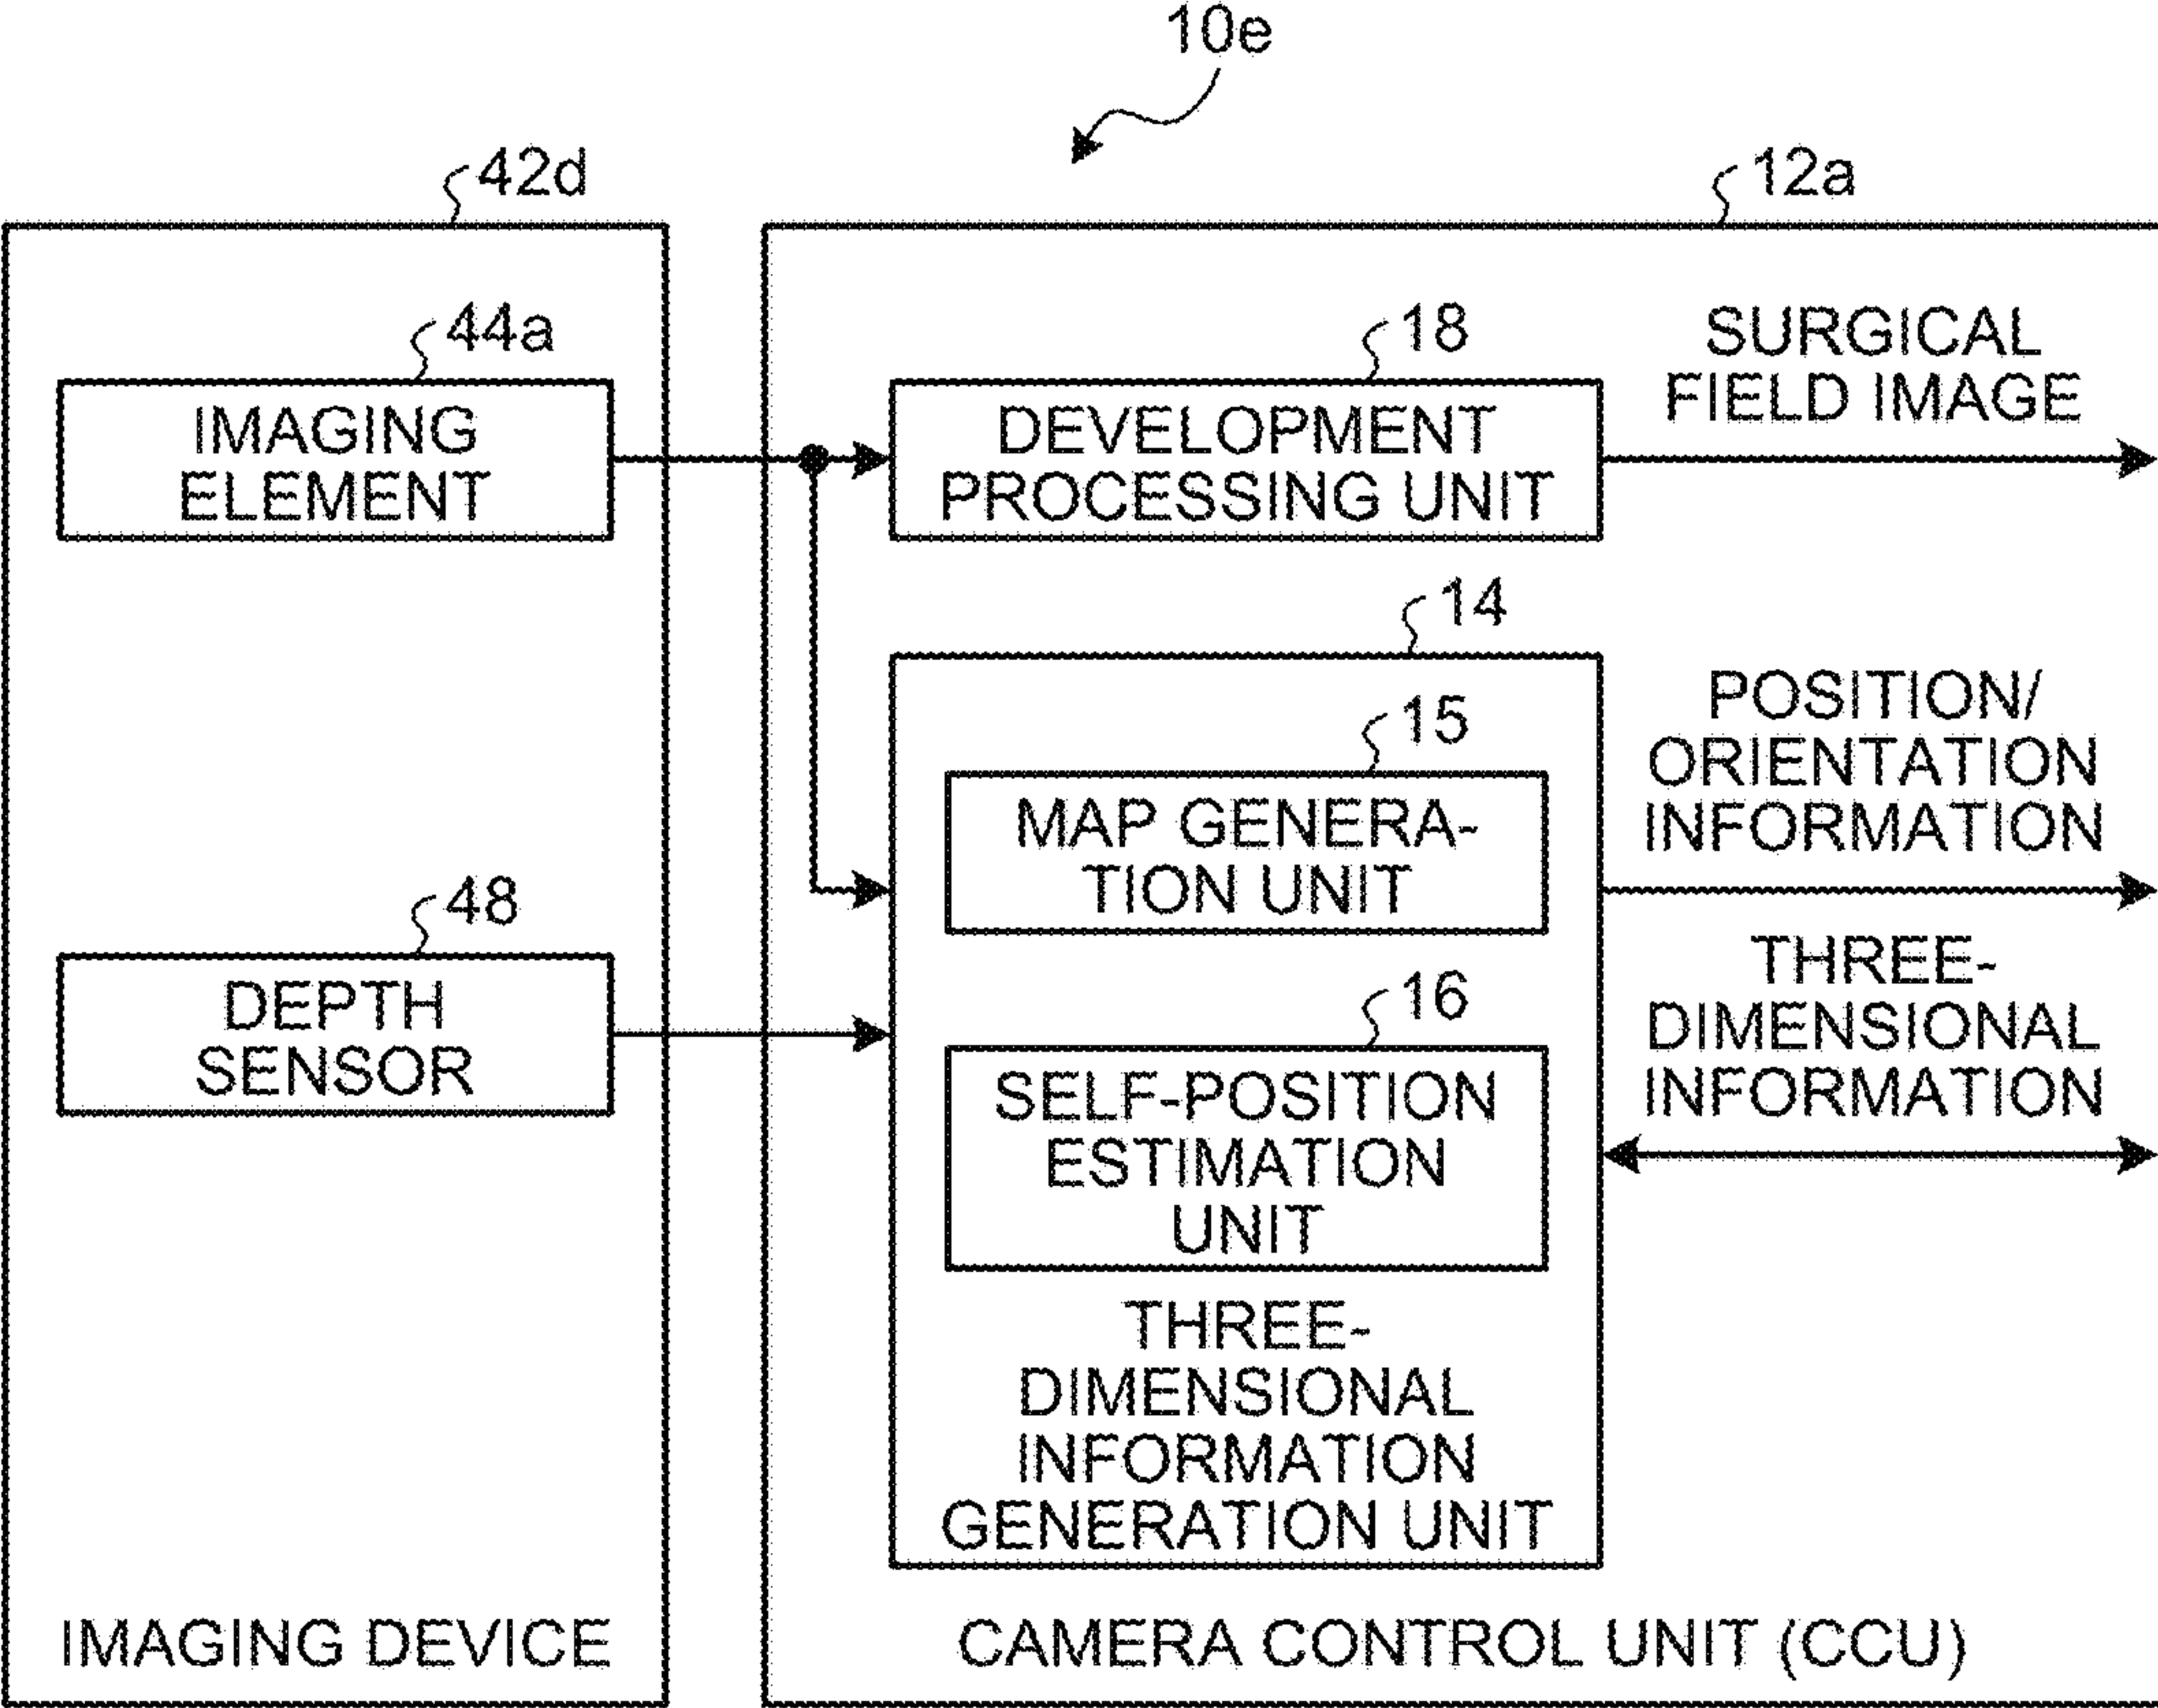 10e
42d
12a
44a
IMAGING
ELEMENT
18
DEVELOPMENT
PROCESSING UNIT
SURGICAL
FIELD IMAGE
14
15
MAP GENERA-
TION UNIT
POSITION/
ORIENTATION
INFORMATION
48
DEPTH
SENSOR
16
SELF-POSITION
ESTIMATION
UNIT
THREE-
DIMENSIONAL
INFORMATION
THREE-
DIMENSIONAL
INFORMATION
GENERATION UNIT
IMAGING DEVICE
CAMERA CONTROL UNIT (CCU)